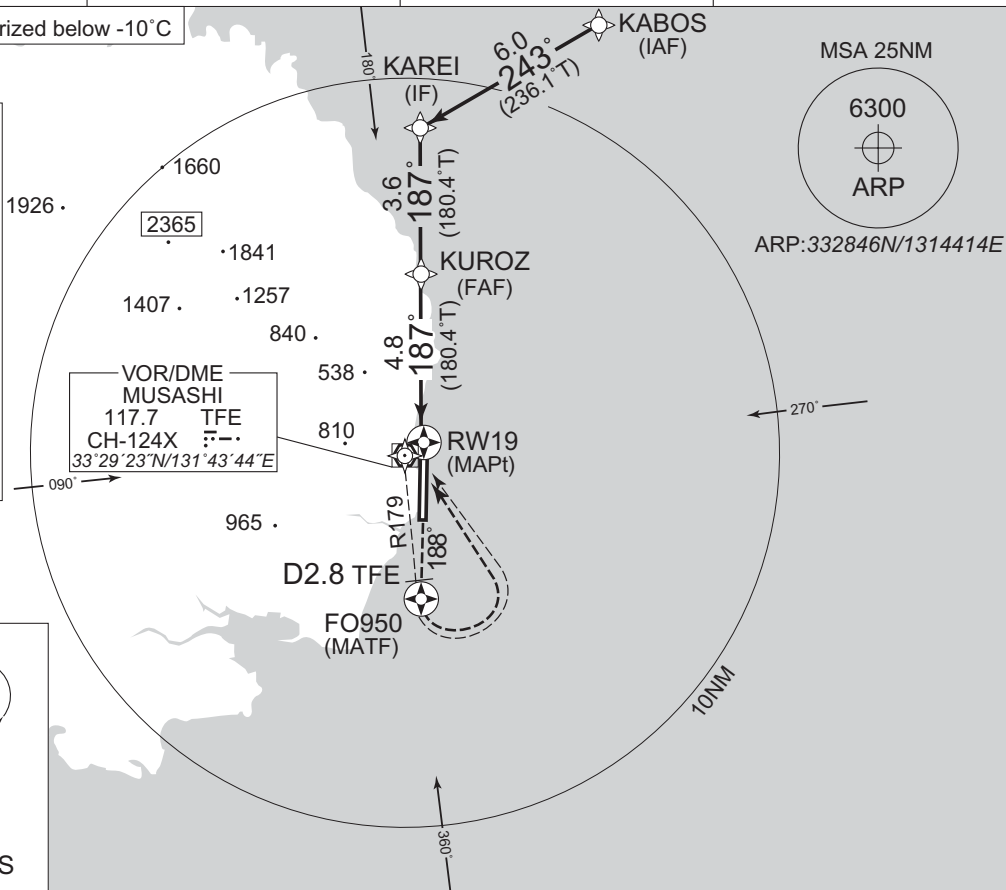 rized below -10˚C
KABOS
(IAF)
6.0
243˚
(236.1˚T)
180˚
KAREI
(IF)
MSA 25NM
6300
ARP
ARP:332846N/1314414E
1660
1926
2365
1841
1407
1257
840
538
810
965
3.6
187˚
(180.4˚T)
KUROZ
(FAF)
4.8
187˚
(180.4˚T)
VOR/DME
MUSASHI
117.7 TFE
CH-124X
33˚29´23˝N/131˚43´44˝E
270˚
090˚
RW19
(MAPt)
R179
188˚
D2.8 TFE
FO950
(MATF)
10NM
360˚
S